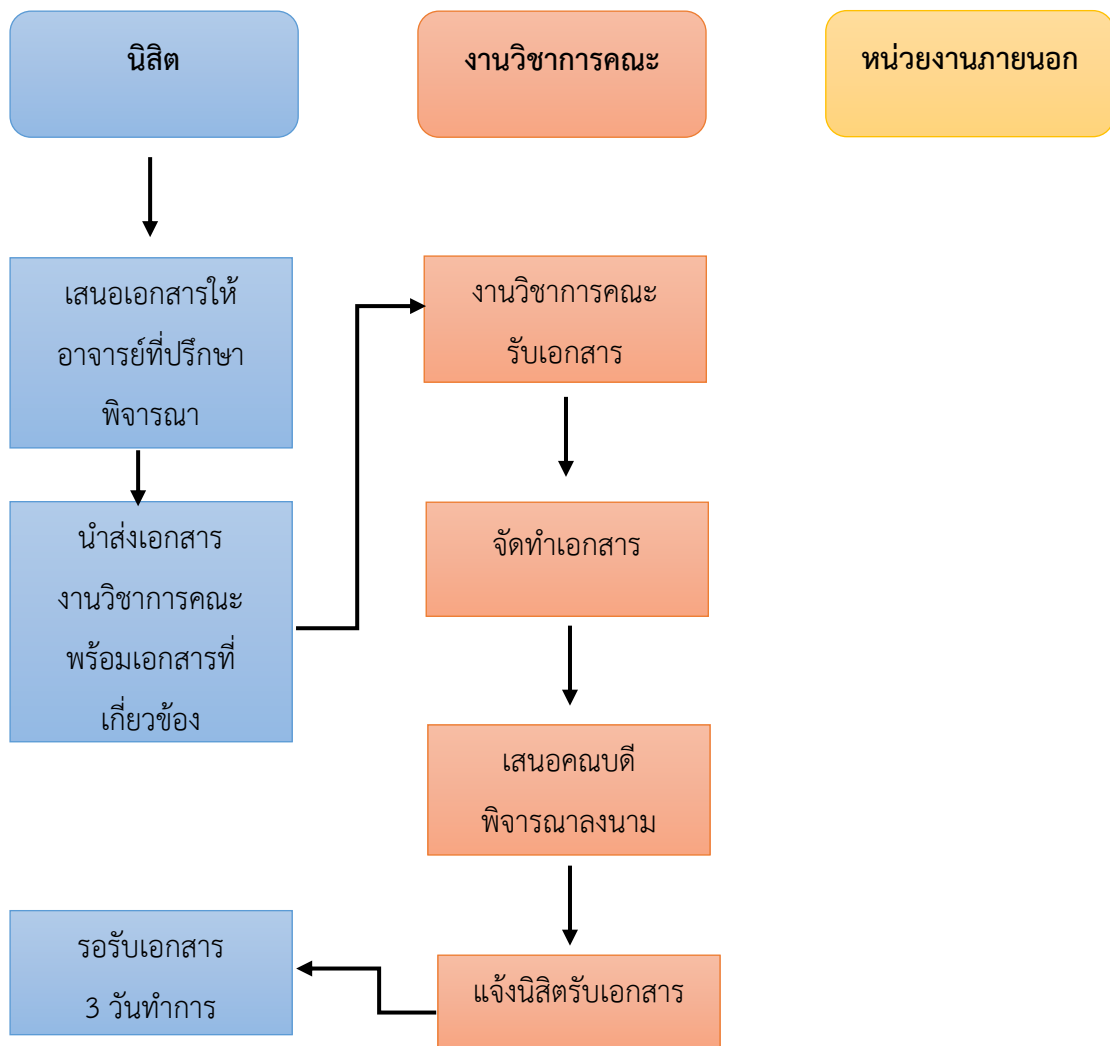 นิสิต
งานวิชาการคณะ
หน่วยงานภายนอก
เสนอเอกสารให้
อาจารย์ที่ปรึกษา
พิจารณา
นำส่งเอกสาร
งานวิชาการคณะ
พร้อมเอกสารที่
เกี่ยวข้อง
งานวิชาการคณะ
รับเอกสาร
จัดทำเอกสาร
เสนอคณบดี
พิจารณาลงนาม
แจ้งนิสิตรับเอกสาร
รอรับเอกสาร
3 วันทำการ